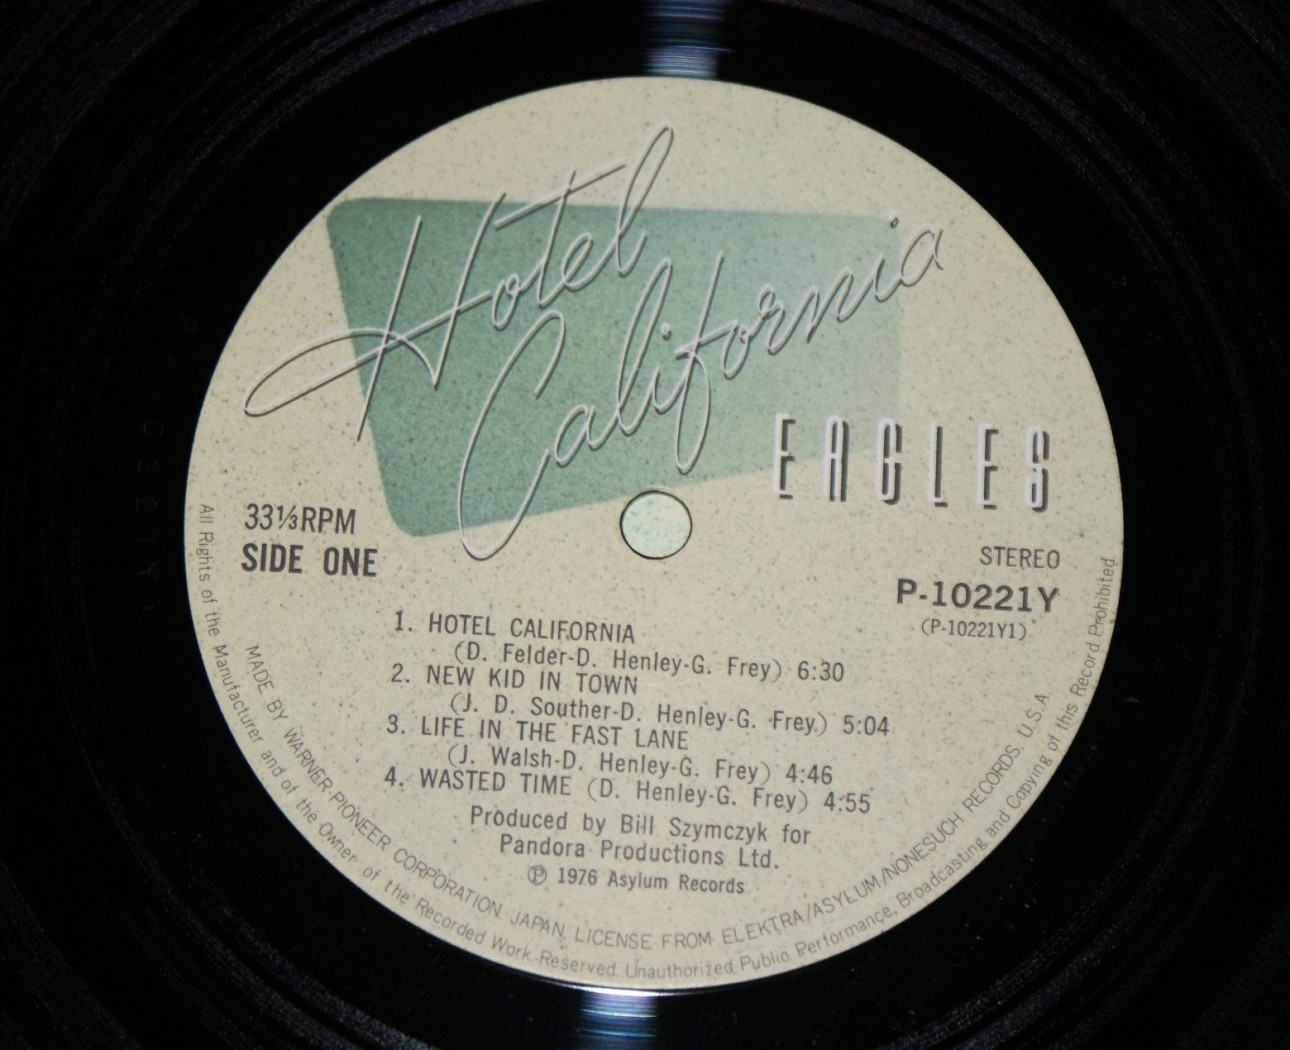 Hotel
California
EAGLES
33⅓RPM
SIDE ONE
STEREO
P-10221Y
(P-10221Y1)
1. HOTEL CALIFORNIA
(D. Felder-D. Henley-G. Frey) 6:30
2. NEW KID IN TOWN
(J. D. Souther-D. Henley-G. Frey) 5:04
3. LIFE IN THE FAST LANE
(J. Walsh-D. Henley-G. Frey) 4:46
4. WASTED TIME (D. Henley-G. Frey) 4:55
Produced by Bill Szymczyk for
Pandora Productions Ltd.
Ⓟ 1976 Asylum Records
MADE BY WARNER-PIONEER CORPORATION, JAPAN, LICENSE FROM ELEKTRA/ASYLUM/NONESUCH RECORDS, U.S.A.
All Rights of the Manufacturer and of the Owner of the Recorded Work Reserved. Unauthorized Public Performance, Broadcasting and Copying of this Record Prohibited